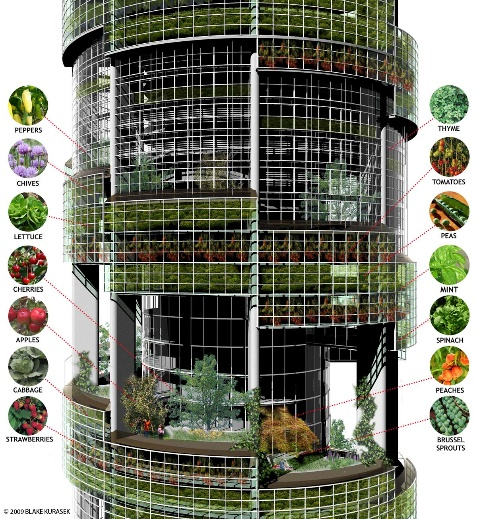 PEPPERS
CHIVES
LETTUCE
CHERRIES
APPLES
CABBAGE
STRAWBERRIES
THYME
TOMATOES
PEAS
MINT
SPINACH
PEACHES
BRUSSEL
SPROUTS
© 2009 BLAKE KURASEK